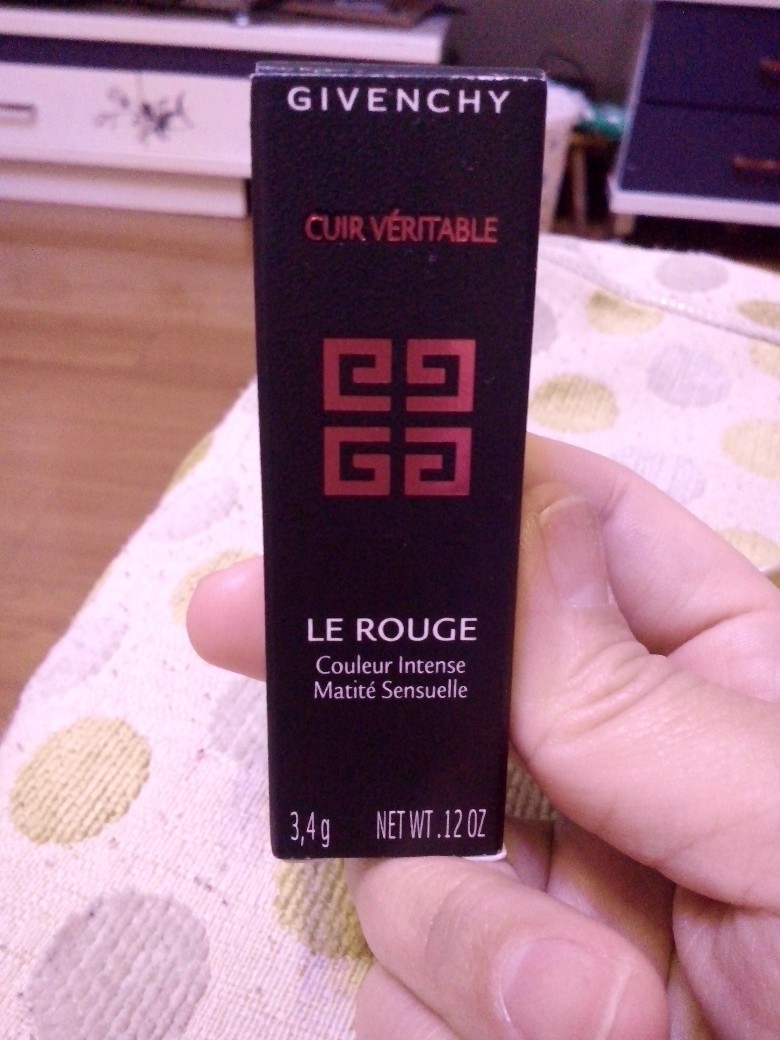 GIVENCHY
CUIR VÉRITABLE
LE ROUGE
Couleur Intense
Matité Sensuelle
3,4 g NET WT .12 OZ